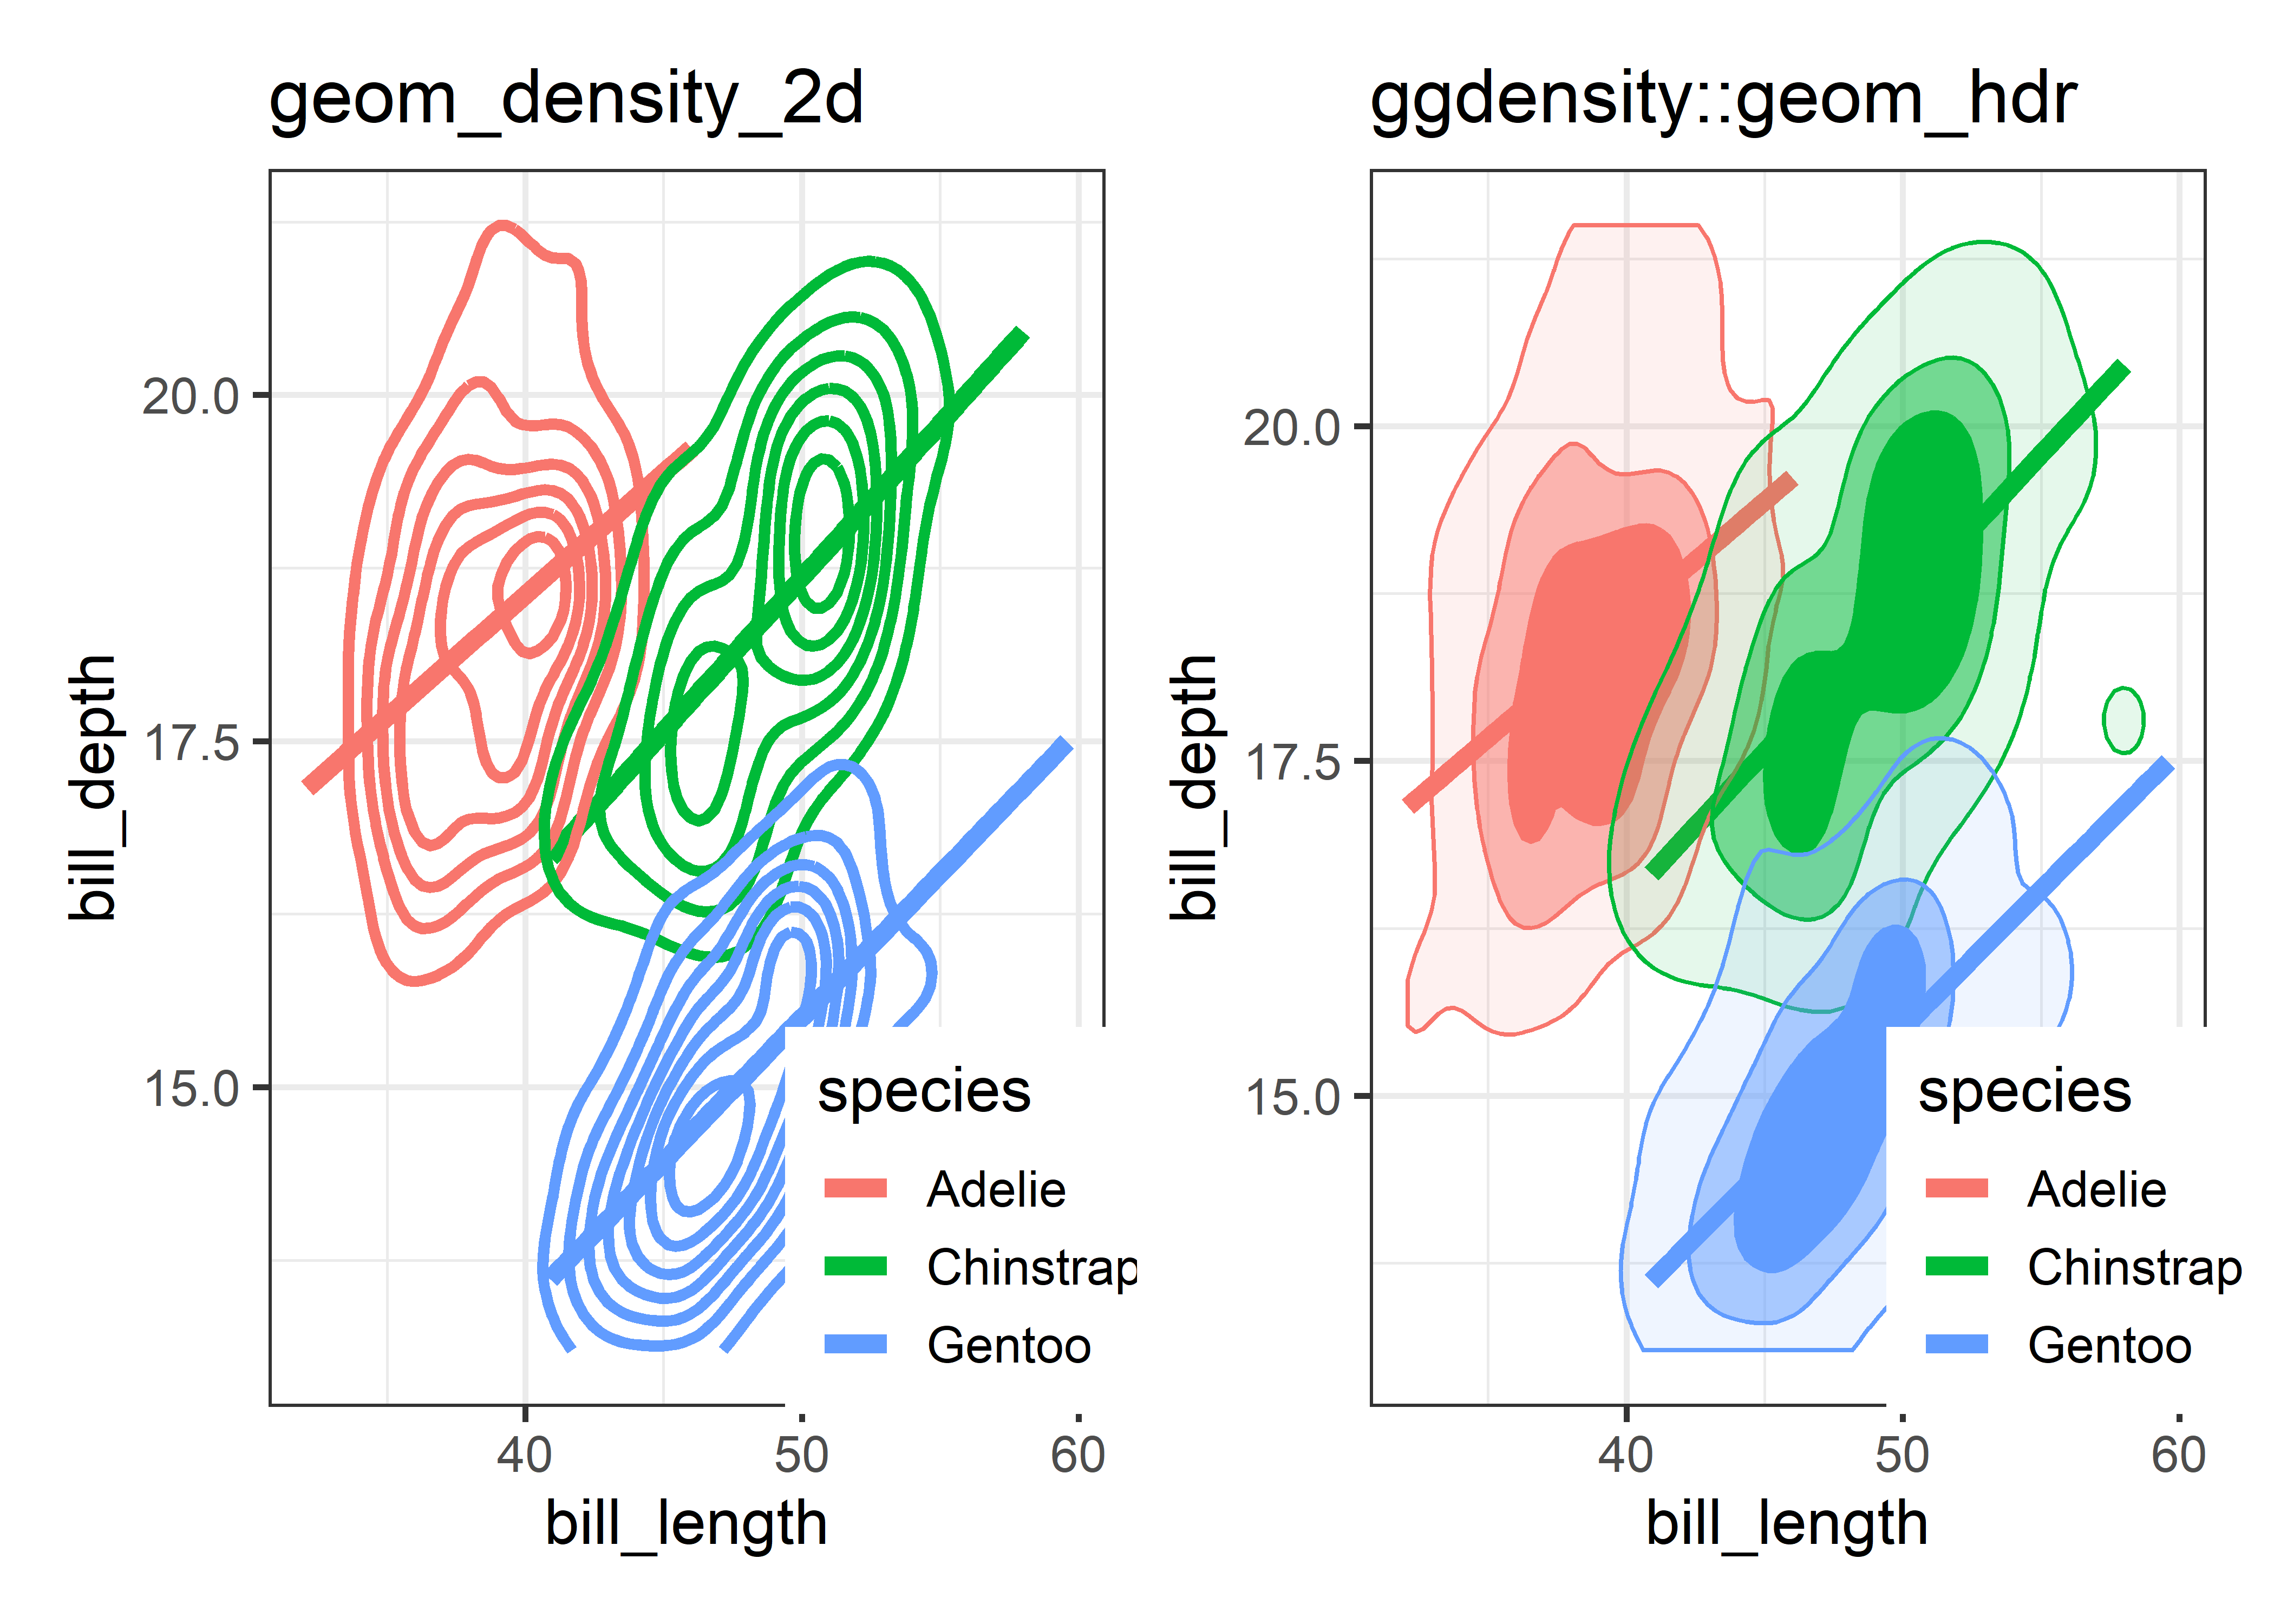 geom_density_2d
bill_depth
20.0
17.5
15.0
40 50 60
bill_length
species
Adelie
Chinstrap
Gentoo
ggdensity::geom_hdr
bill_depth
20.0
17.5
15.0
40 50 60
bill_length
species
Adelie
Chinstrap
Gentoo